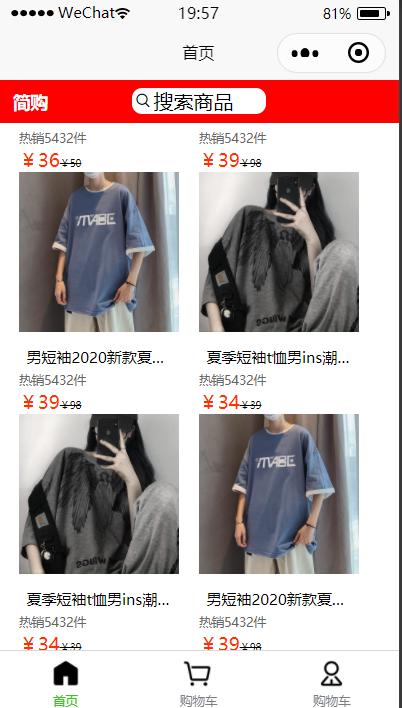 WeChat 19:57 81%
首页
简购 搜索商品
热销5432件 热销5432件
￥36￥50 ￥39￥98
男短袖2020新款夏... 夏季短袖t恤男ins潮...
热销5432件 热销5432件
￥39￥98 ￥34￥39
夏季短袖t恤男ins潮... 男短袖2020新款夏...
热销5432件 热销5432件
￥34￥39 ￥39￥98
首页 购物车 购物车